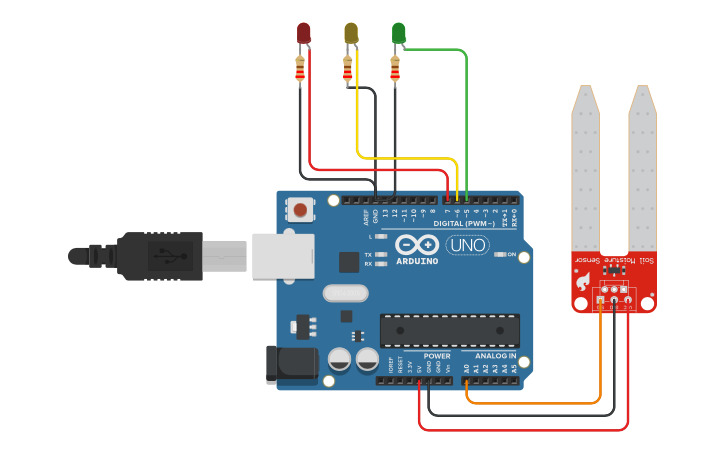 AREF
GND
13
12
~11
~10
~9
8
7
~6
~5
4
~3
2
TX→1
RX←0
DIGITAL (PWM~)
L
TX
RX
ARDUINO
UNO
ON
POWER
ANALOG IN
IOREF
RESET
3.3V
5V
GND
GND
Vin
A0
A1
A2
A3
A4
A5
Soil Moisture Sensor